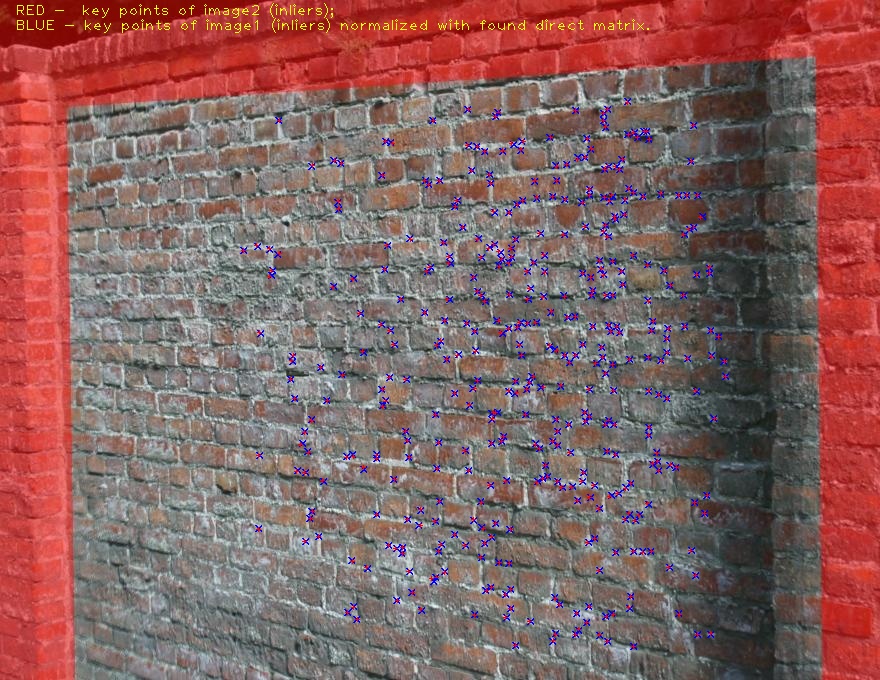 RED -  key points of image2 (inliers);
BLUE - key points of image1 (inliers) normalized with found direct matrix.